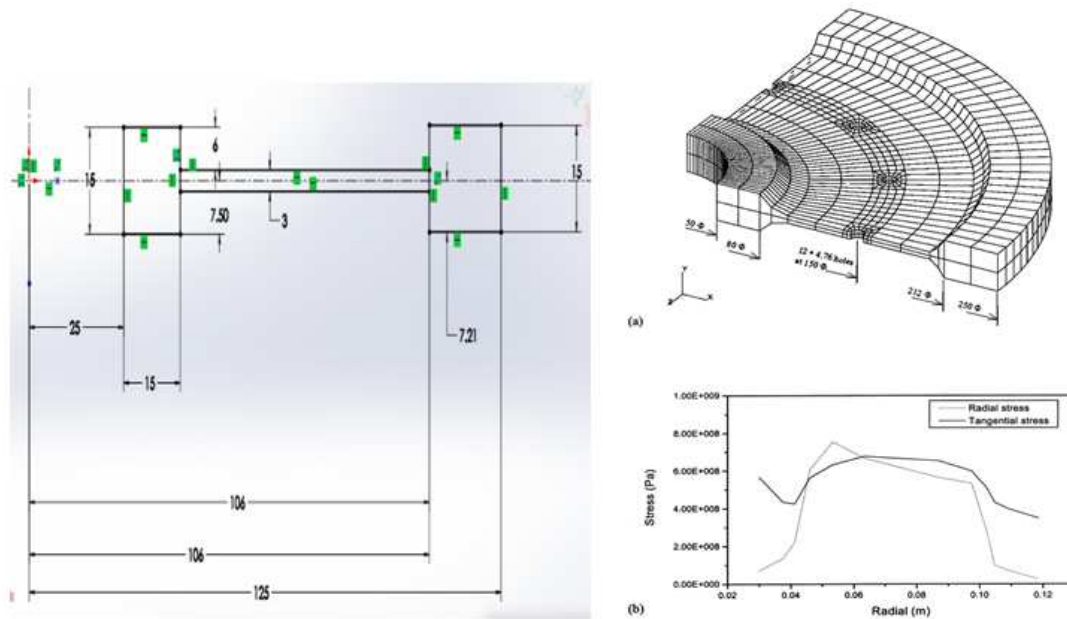 6
15
15
7.50
3
25
7.21
15
106
106
125
50 Φ
80 Φ
12 * 4.76 holes
at 150 Φ
212 Φ
250 Φ
Y
Z
X
(a)
1.00E+009
8.00E+008
6.00E+008
4.00E+008
2.00E+008
0.00E+000
Radial stress
Tangential stress
Stress (Pa)
0.02
0.04
0.06
0.08
0.10
0.12
Radial (m)
(b)